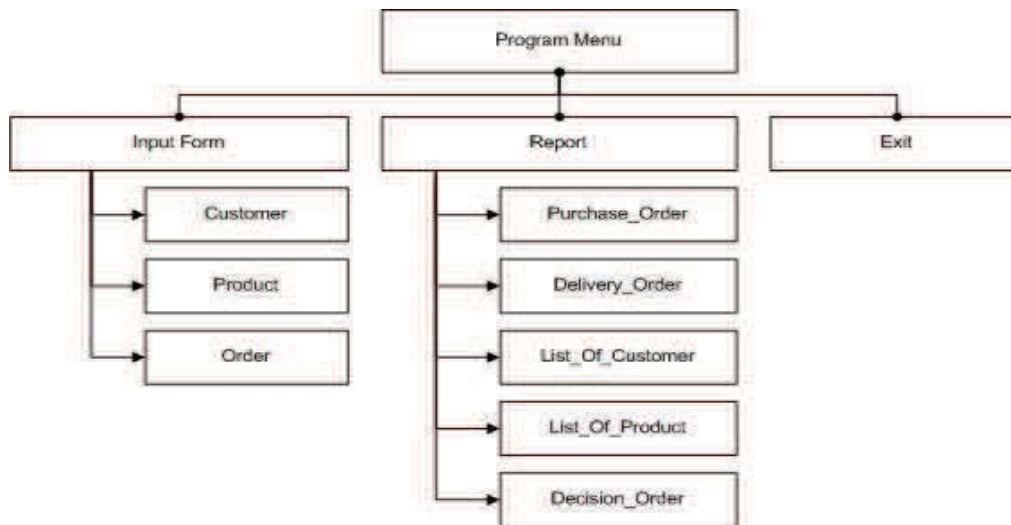 Program Menu
Input Form
Report
Exit
Customer
Product
Order
Purchase_Order
Delivery_Order
List_Of_Customer
List_Of_Product
Decision_Order